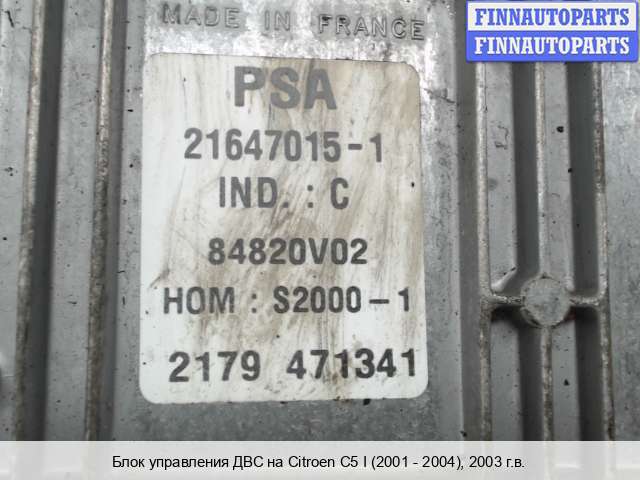 MADE IN FRANCE
FINNAUTOPARTS
FINNAUTOPARTS
PSA
21647015-1
IND. : C
84820V02
HOM : S2000-1
2179 471341
Блок управления ДВС на Citroen C5 I (2001 - 2004), 2003 г.в.